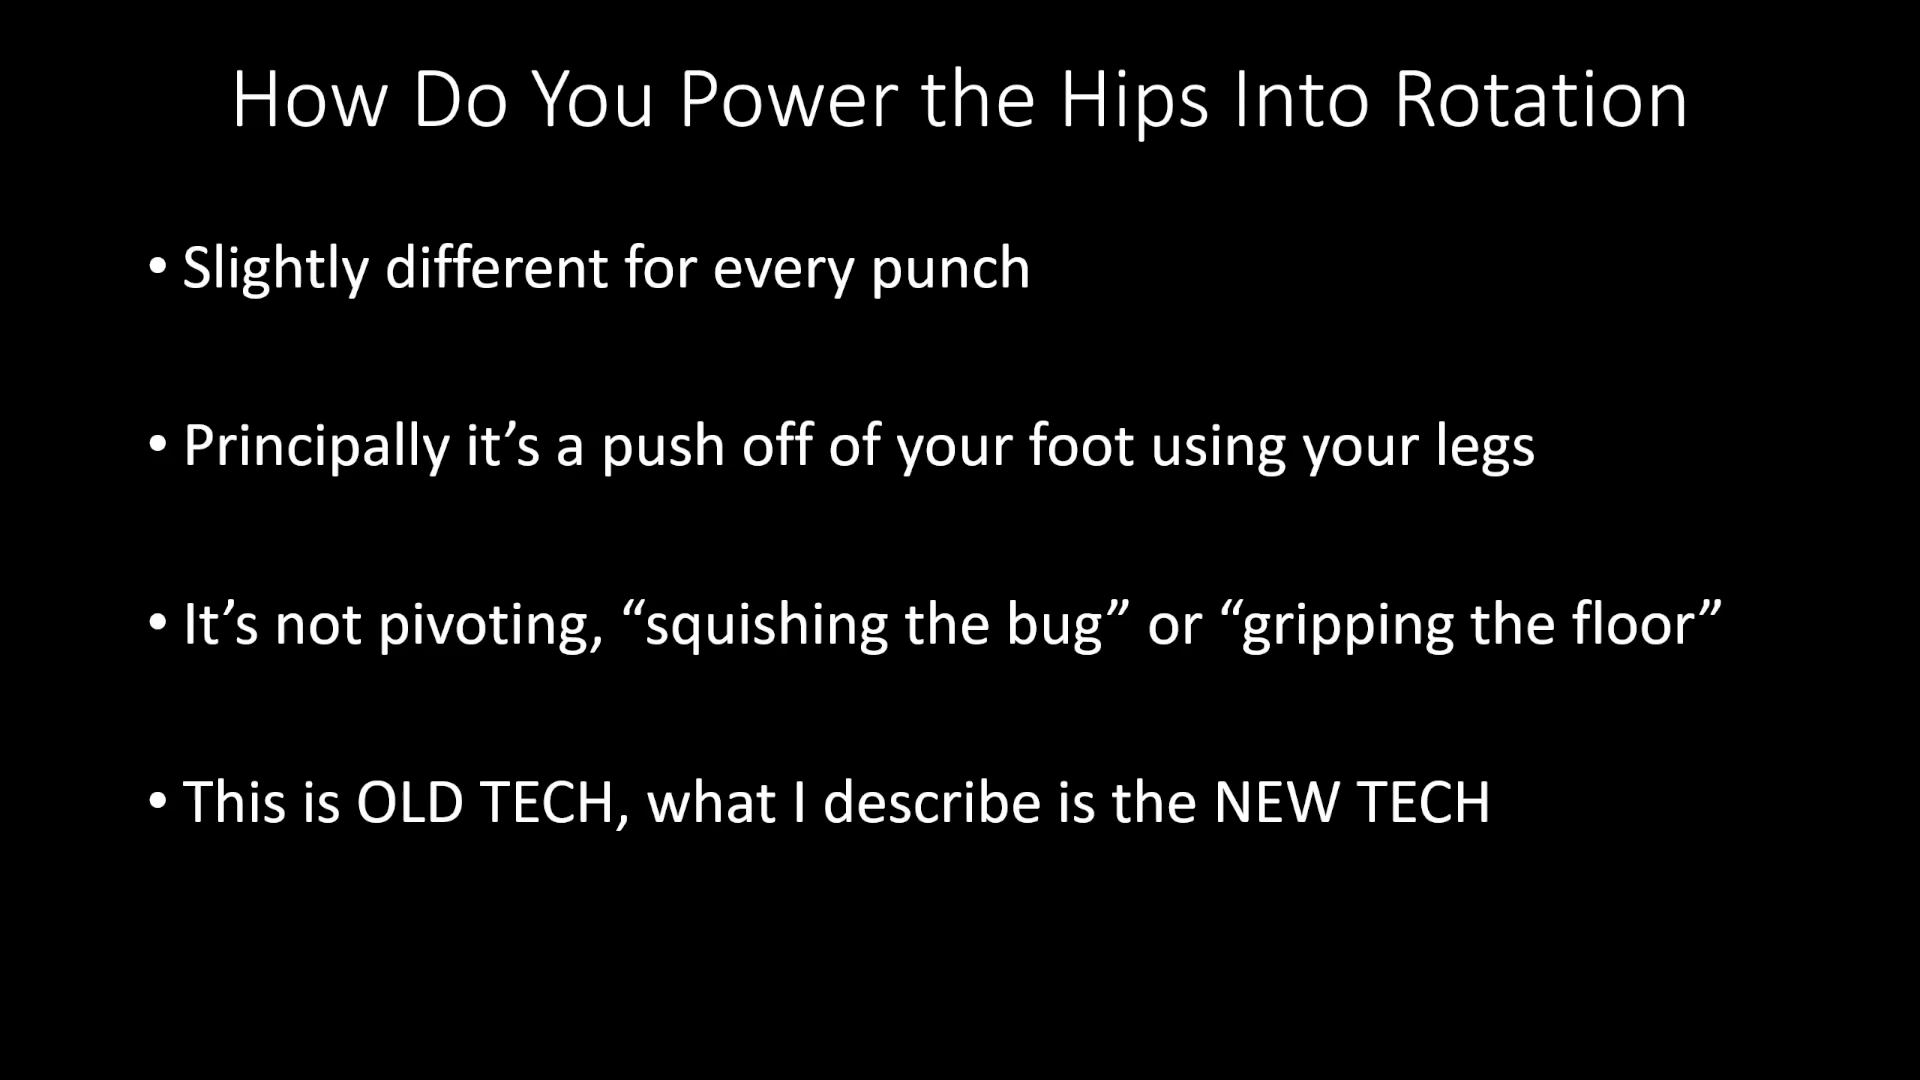 How Do You Power the Hips Into Rotation
• Slightly different for every punch
• Principally it’s a push off of your foot using your legs
• It’s not pivoting, “squishing the bug” or “gripping the floor”
• This is OLD TECH, what I describe is the NEW TECH